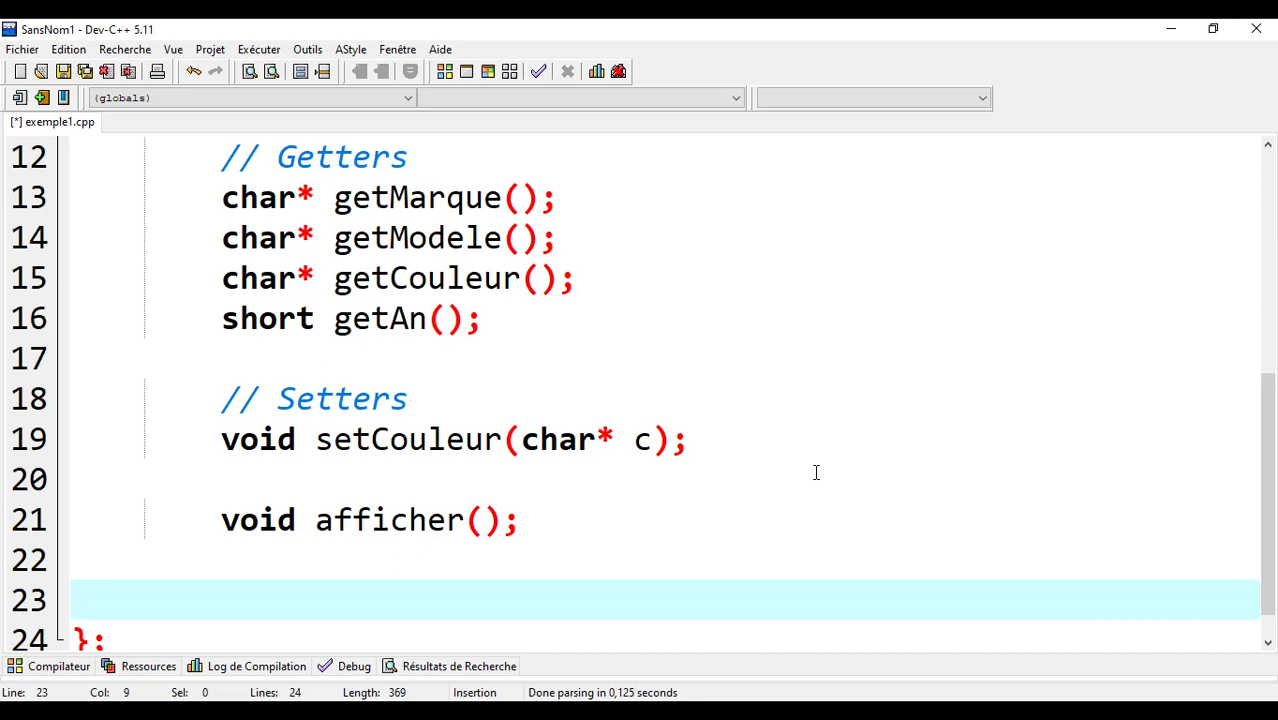 SansNom1 - Dev-C++ 5.11
Fichier Edition Recherche Vue Projet Exécuter Outils AStyle Fenêtre Aide
(globals)
[*] exemple1.cpp
12 // Getters
13 char* getMarque();
14 char* getModele();
15 char* getCouleur();
16 short getAn();
17
18 // Setters
19 void setCouleur(char* c);
20
21 void afficher();
22
23
24 };
Compilateur Ressources Log de Compilation Debug Résultats de Recherche
Line: 23 Col: 9 Sel: 0 Lines: 24 Length: 369 Insertion Done parsing in 0,125 seconds